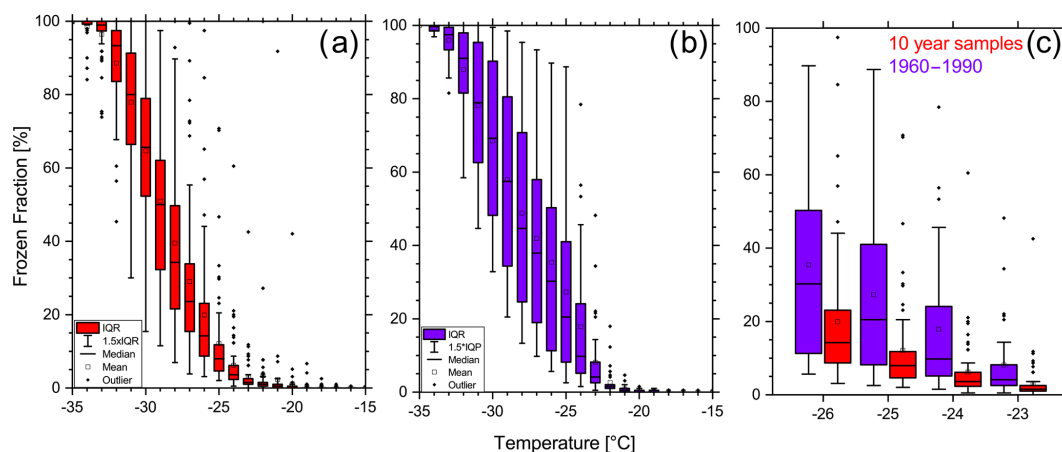 (a)
(b)
(c)
10 year samples
1960–1990
Frozen Fraction [%]
100
80
60
40
20
0
IQR
1.5xIQR
Median
Mean
Outlier
-35
-30
-25
-20
-15
100
80
60
40
20
0
IQR
1.5*IQP
Median
Mean
Outlier
-35
-30
-25
-20
-15
100
80
60
40
20
0
-26
-25
-24
-23
Temperature [°C]